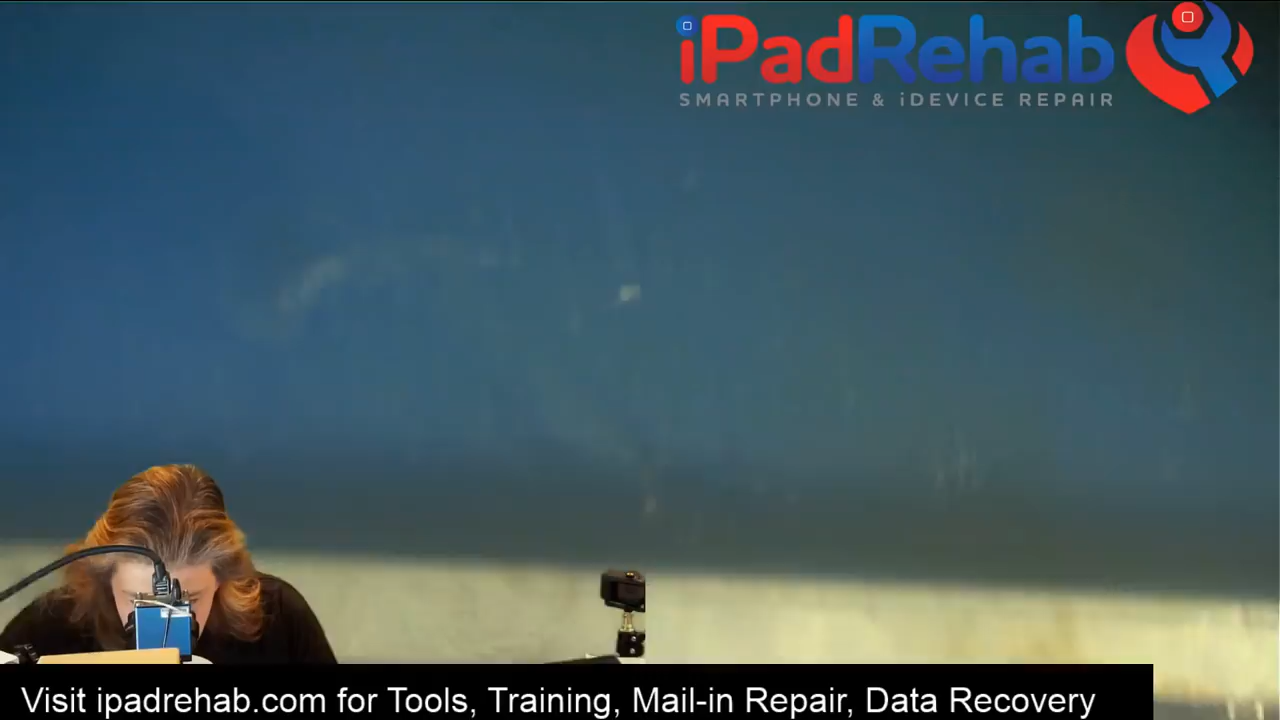 iPadRehab
SMARTPHONE & iDEVICE REPAIR
Visit ipadrehab.com for Tools, Training, Mail-in Repair, Data Recovery